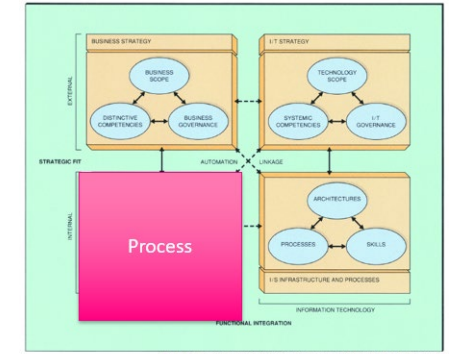 BUSINESS STRATEGY
I/T STRATEGY
EXTERNAL
BUSINESS
SCOPE
TECHNOLOGY
SCOPE
DISTINCTIVE
COMPETENCIES
BUSINESS
GOVERNANCE
SYSTEMIC
COMPETENCIES
I/T
GOVERNANCE
STRATEGIC FIT
AUTOMATION
LINKAGE
INTERNAL
Process
ARCHITECTURES
PROCESSES
SKILLS
I/S INFRASTRUCTURE AND PROCESSES
INFORMATION TECHNOLOGY
FUNCTIONAL INTEGRATION